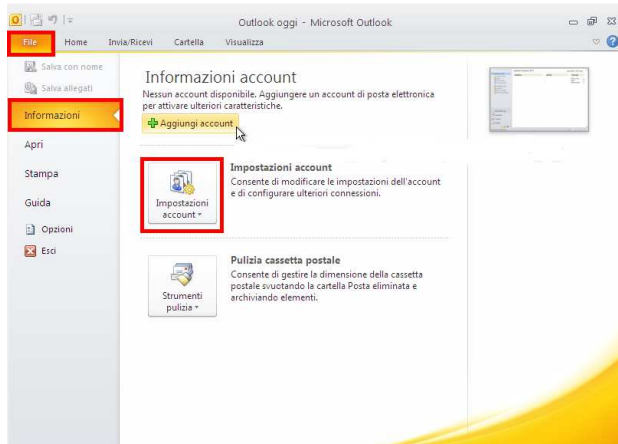 Outlook oggi - Microsoft Outlook
File Home Invia/Ricevi Cartella Visualizza
Salva con nome
Salva allegati
Informazioni
Apri
Stampa
Guida
Opzioni
Esci
Informazioni account
Nessun account disponibile. Aggiungere un account di posta elettronica
per attivare ulteriori caratteristiche.
Aggiungi account
Impostazioni
account
Impostazioni account
Consente di modificare le impostazioni dell'account
e di configurare ulteriori connessioni.
Strumenti
pulizia
Pulizia cassetta postale
Consente di gestire la dimensione della cassetta
postale svuotando la cartella Posta eliminata e
archiviando elementi.